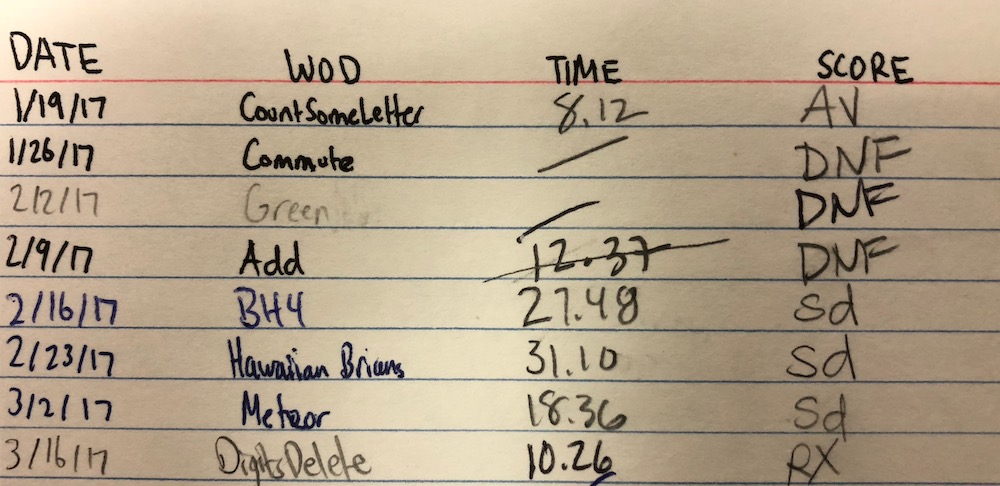 DATE WOD TIME SCORE
1/19/17 CountSomeLetter 8.12 AV
1/26/17 Commute / DNF
2/2/17 Green / DNF
2/9/17 Add 12.37 DNF
2/16/17 BH4 27.48 Sd
2/23/17 Hawaiian Brians 31.10 Sd
3/2/17 Meteor 18.36 Sd
3/16/17 DigitsDelete 10.26 RX